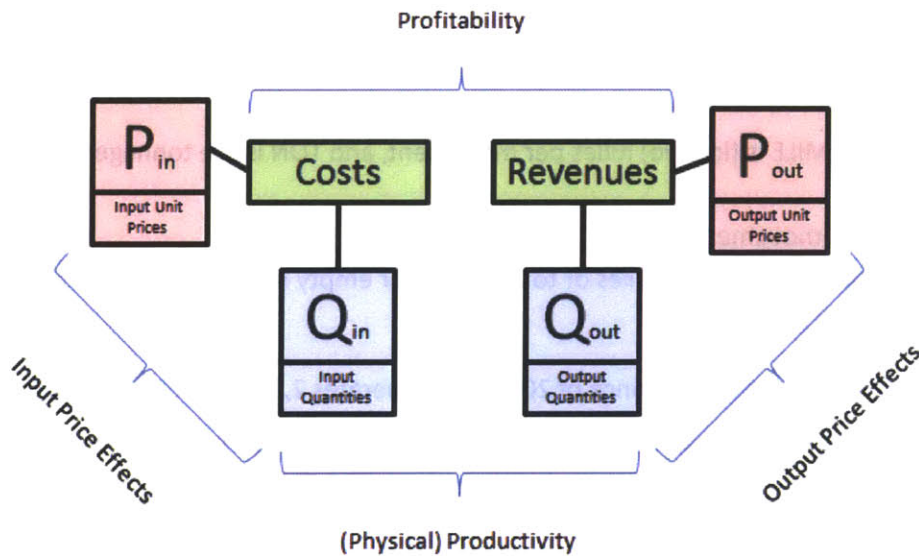 Profitability
P in
Input Unit
Prices
Costs
Revenues
P out
Output Unit
Prices
Q in
Input
Quantities
Q out
Output
Quantities
Input Price Effects
Output Price Effects
(Physical) Productivity